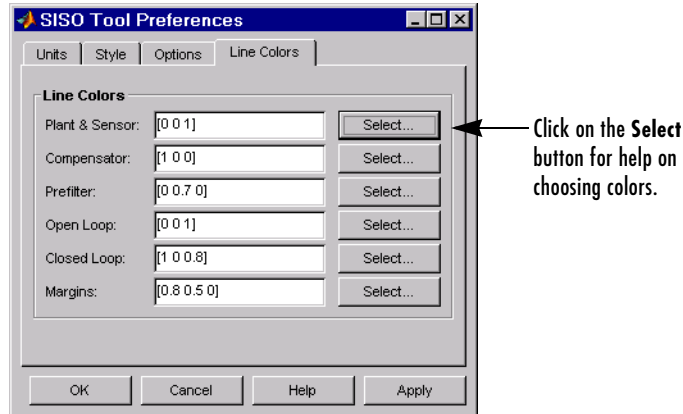 SISO Tool Preferences
Units Style Options Line Colors
Line Colors
Plant & Sensor: [0 0 1] Select...
Compensator: [1 0 0] Select...
Prefilter: [0 0.7 0] Select...
Open Loop: [0 0 1] Select...
Closed Loop: [1 0 0.8] Select...
Margins: [0.8 0.5 0] Select...
OK Cancel Help Apply
Click on the Select
button for help on
choosing colors.